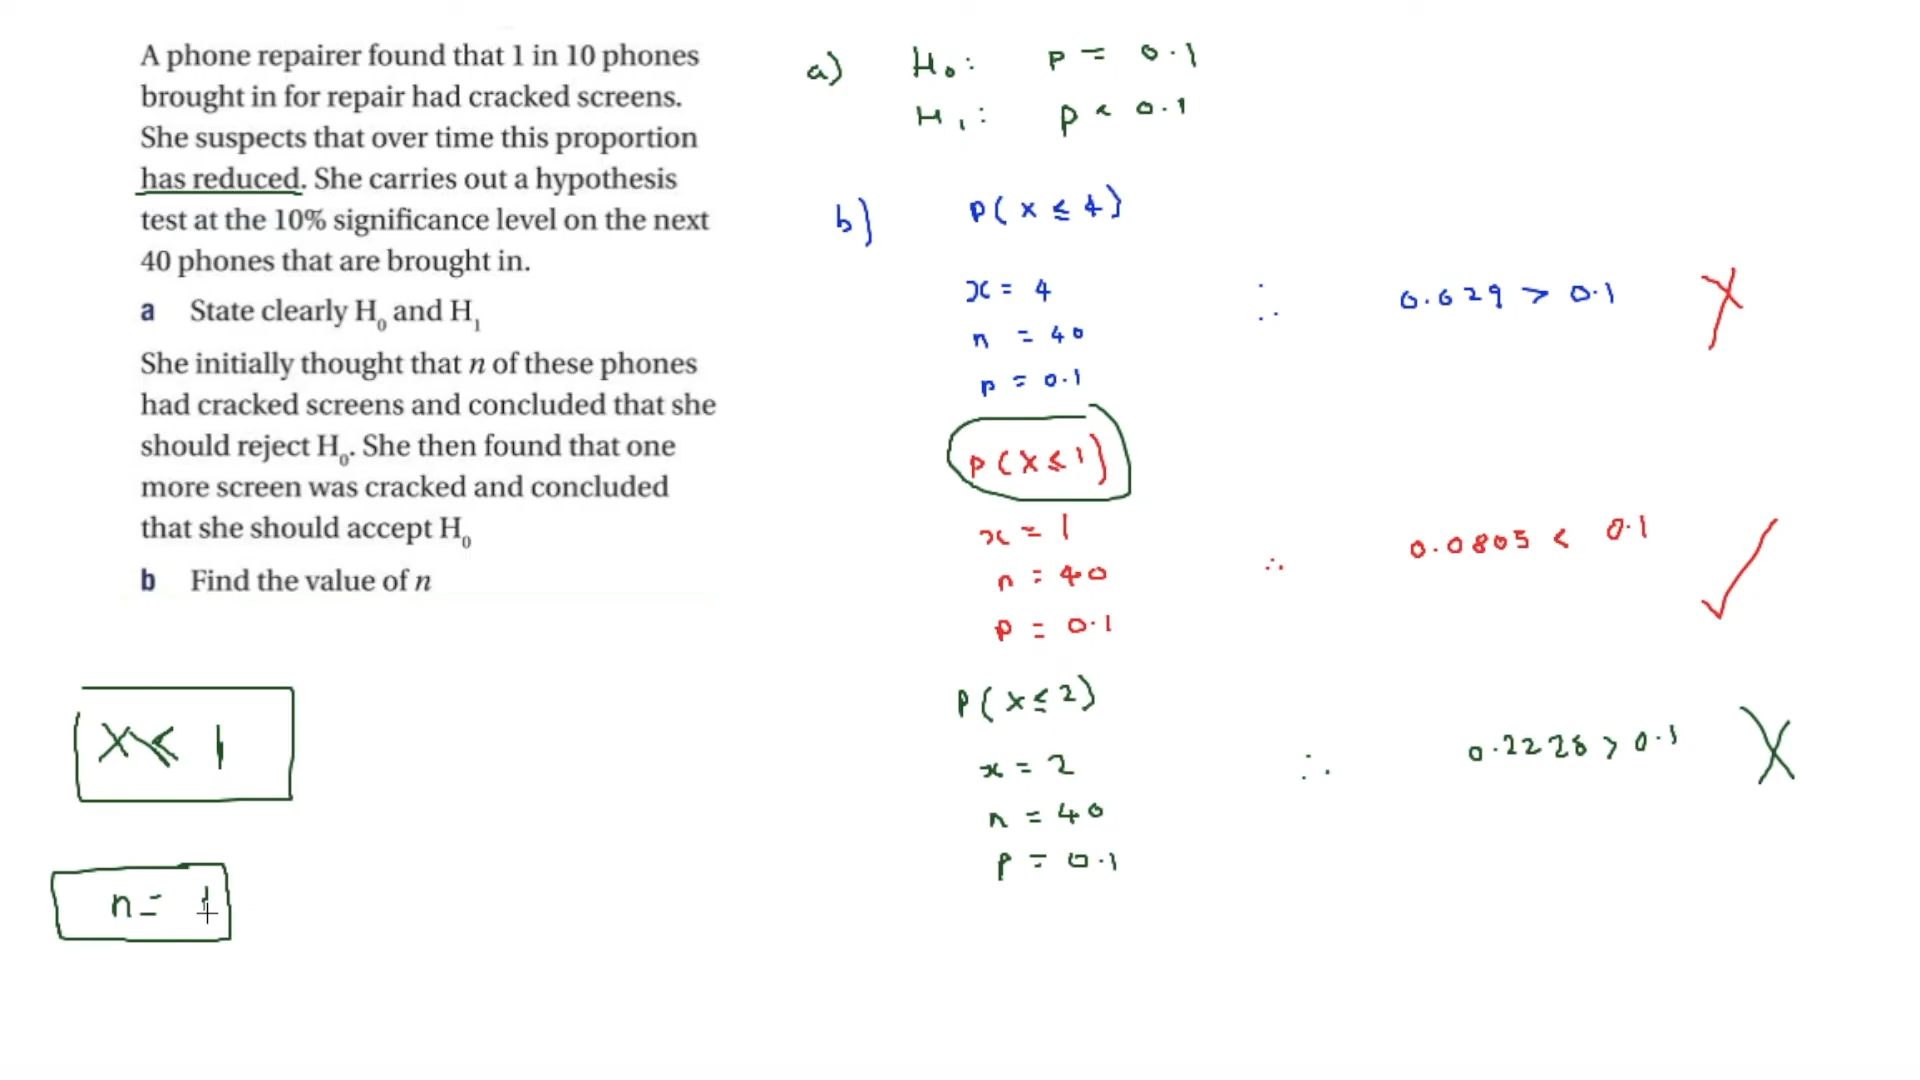 A phone repairer found that 1 in 10 phones
brought in for repair had cracked screens.
She suspects that over time this proportion
has reduced. She carries out a hypothesis
test at the 10% significance level on the next
40 phones that are brought in.
a State clearly H₀ and H₁
She initially thought that n of these phones
had cracked screens and concluded that she
should reject H₀. She then found that one
more screen was cracked and concluded
that she should accept H₀
b Find the value of n
X ≤ 1
n = 1
a) H₀: p = 0.1
H₁: p < 0.1
b) P(X ≤ 4)
x = 4
n = 40
p = 0.1
∴ 0.629 > 0.1 X
P(X ≤ 1)
x = 1
n = 40
p = 0.1
∴ 0.0805 < 0.1 ✓
P(X ≤ 2)
x = 2
n = 40
p = 0.1
∴ 0.2228 > 0.1 X